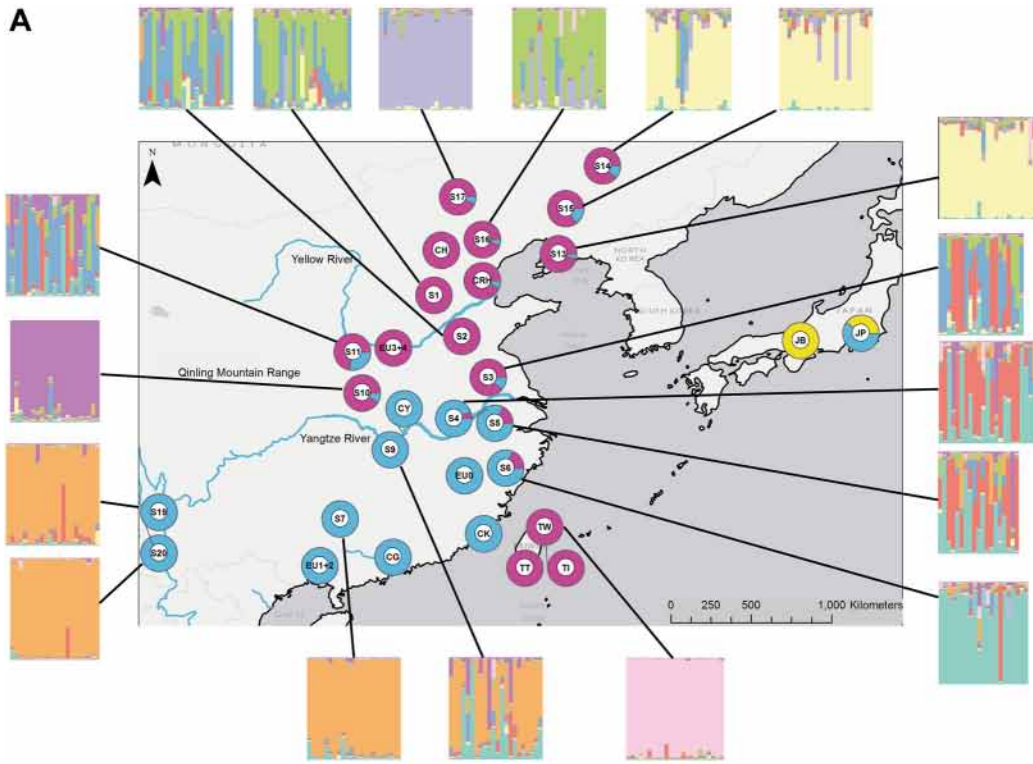 A
MONGOLIA
N
S14
S17
S15
NORTH
KOREA
S16
CH
S13
Yellow River
CRH
S1
SOUTH KOREA
JAPAN
S2
JB
JP
S11
EU3+4
Qinling Mountain Range
S3
S10
CY
S4
S5
Yangtze River
S9
S6
EU0
S19
S7
TW
CK
S20
CG
EU1+2
TT
TI
0 250 500 1,000 Kilometers